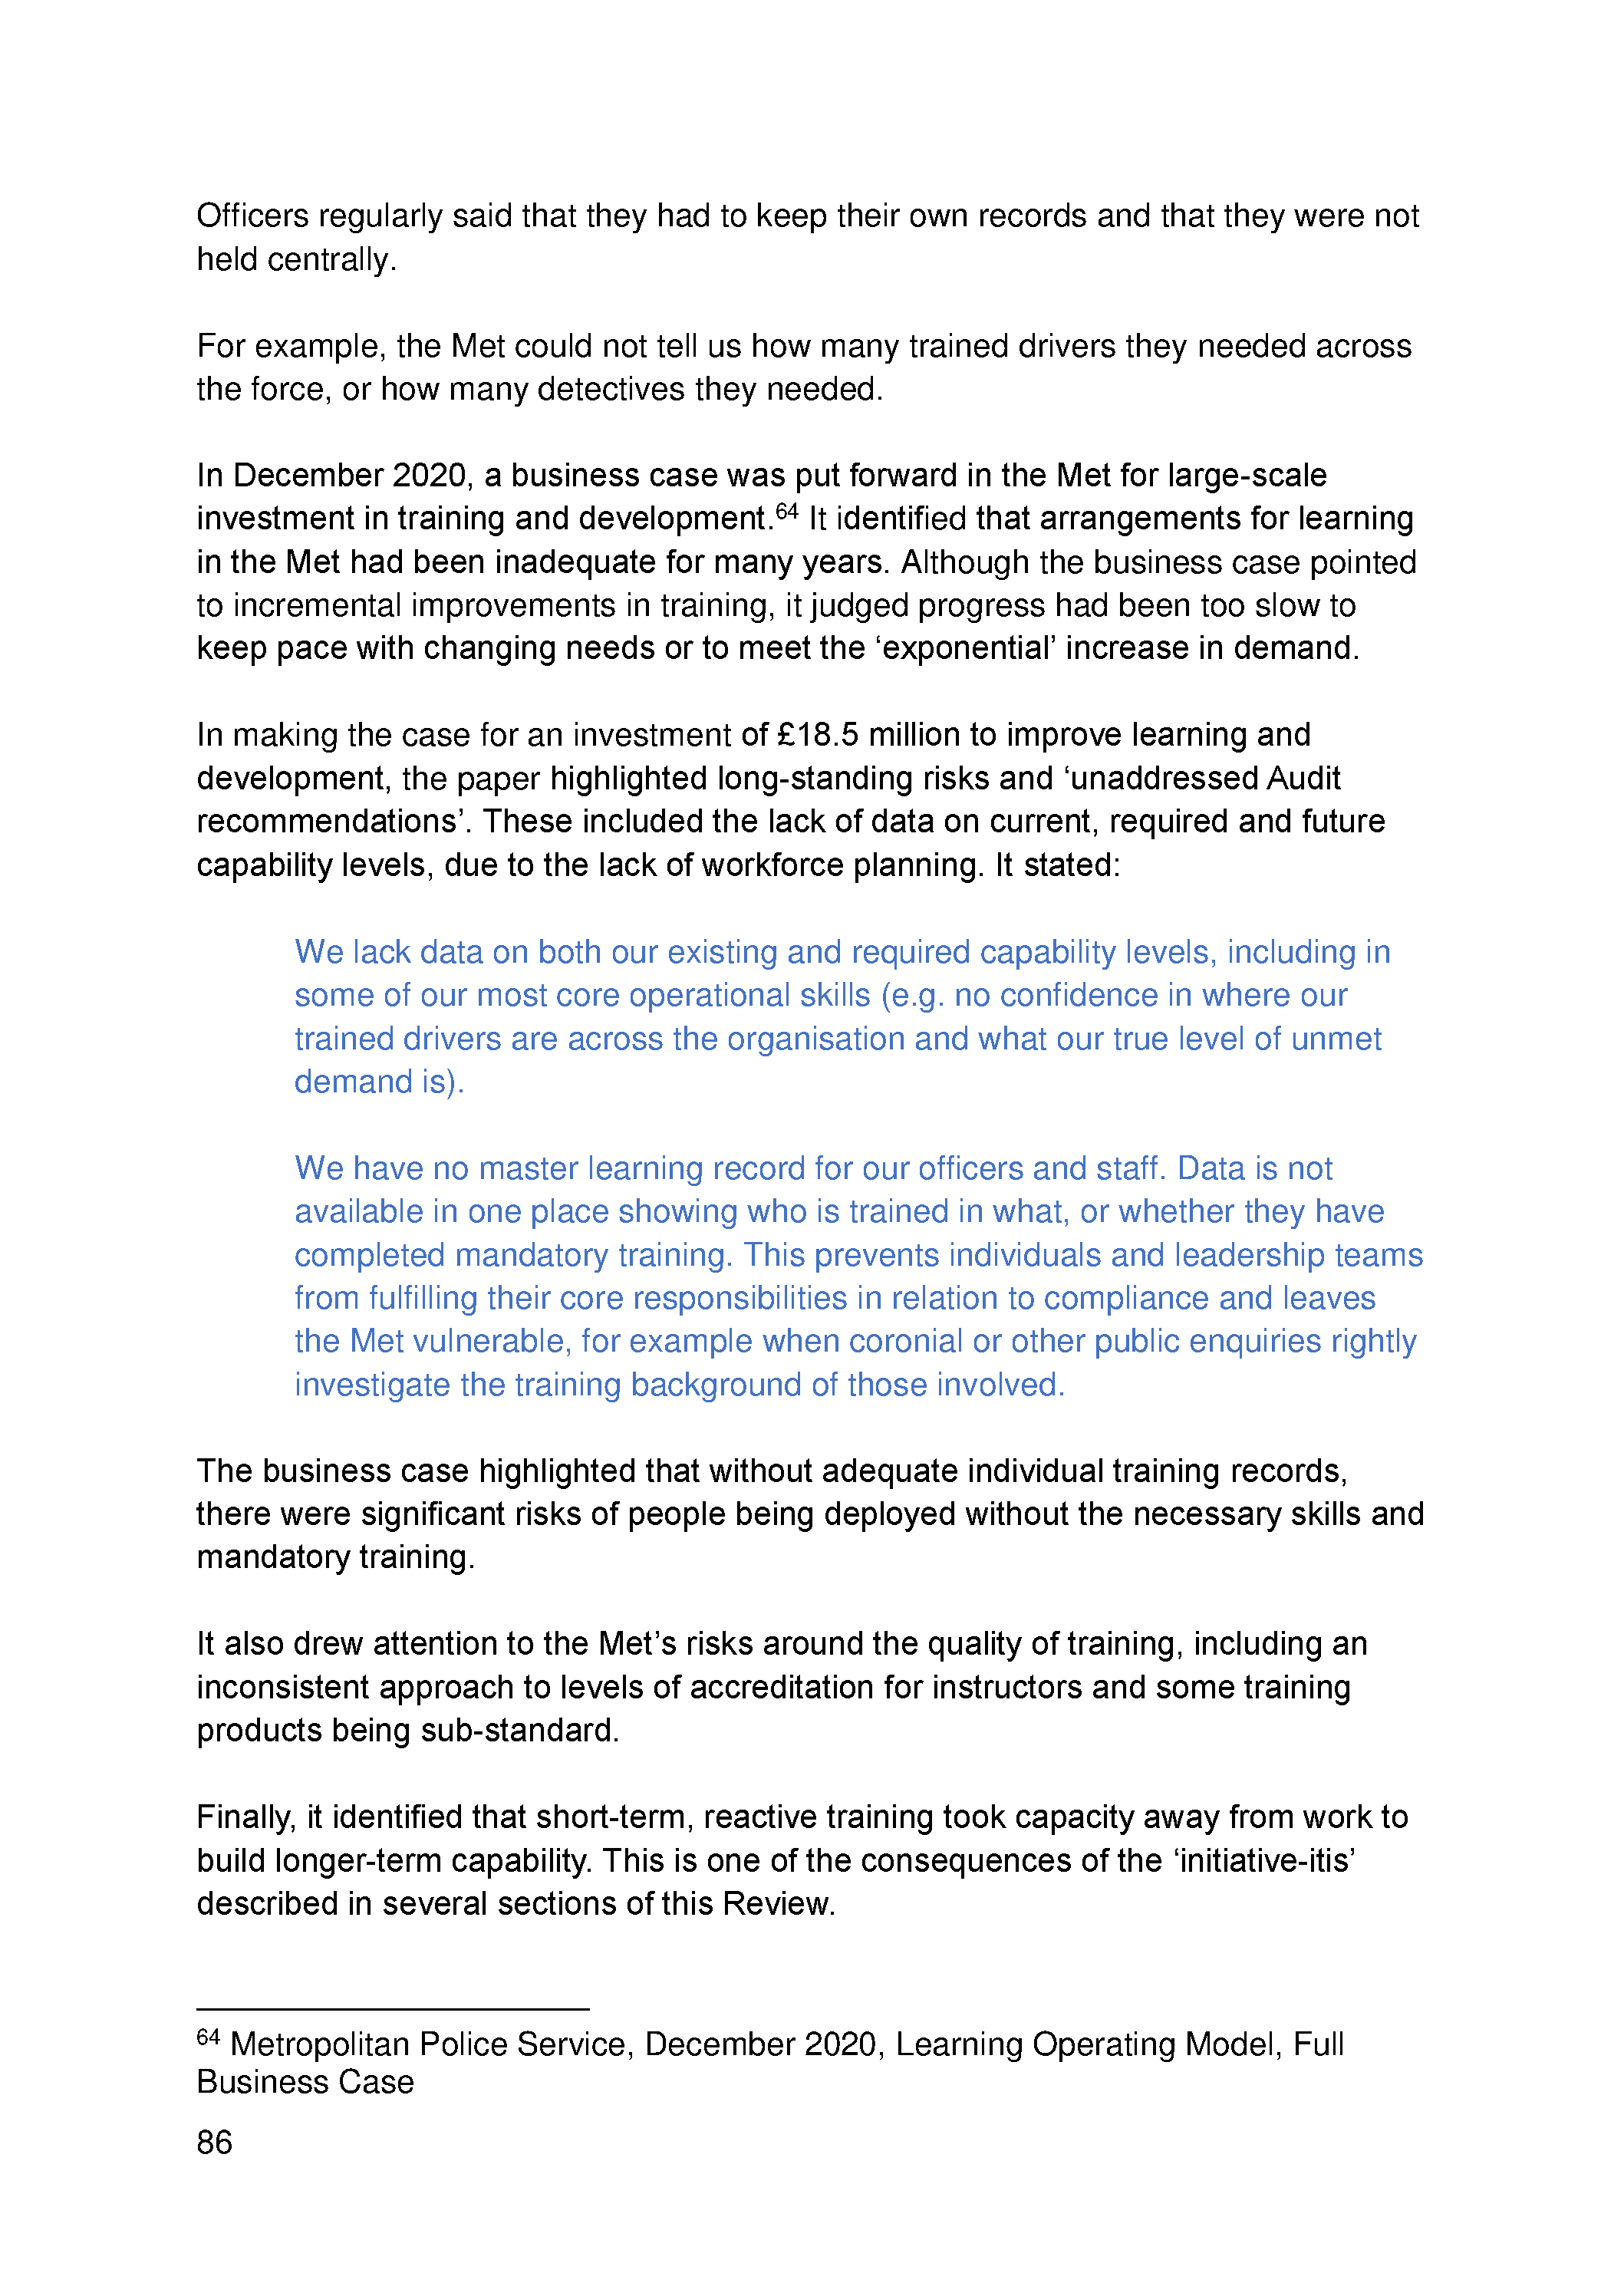 Officers regularly said that they had to keep their own records and that they were not
held centrally.
For example, the Met could not tell us how many trained drivers they needed across
the force, or how many detectives they needed.
In December 2020, a business case was put forward in the Met for large-scale
investment in training and development.64 It identified that arrangements for learning
in the Met had been inadequate for many years. Although the business case pointed
to incremental improvements in training, it judged progress had been too slow to
keep pace with changing needs or to meet the ‘exponential’ increase in demand.
In making the case for an investment of £18.5 million to improve learning and
development, the paper highlighted long-standing risks and ‘unaddressed Audit
recommendations’. These included the lack of data on current, required and future
capability levels, due to the lack of workforce planning. It stated:
We lack data on both our existing and required capability levels, including in
some of our most core operational skills (e.g. no confidence in where our
trained drivers are across the organisation and what our true level of unmet
demand is).
We have no master learning record for our officers and staff. Data is not
available in one place showing who is trained in what, or whether they have
completed mandatory training. This prevents individuals and leadership teams
from fulfilling their core responsibilities in relation to compliance and leaves
the Met vulnerable, for example when coronial or other public enquiries rightly
investigate the training background of those involved.
The business case highlighted that without adequate individual training records,
there were significant risks of people being deployed without the necessary skills and
mandatory training.
It also drew attention to the Met’s risks around the quality of training, including an
inconsistent approach to levels of accreditation for instructors and some training
products being sub-standard.
Finally, it identified that short-term, reactive training took capacity away from work to
build longer-term capability. This is one of the consequences of the ‘initiative-itis’
described in several sections of this Review.
64 Metropolitan Police Service, December 2020, Learning Operating Model, Full
Business Case
86